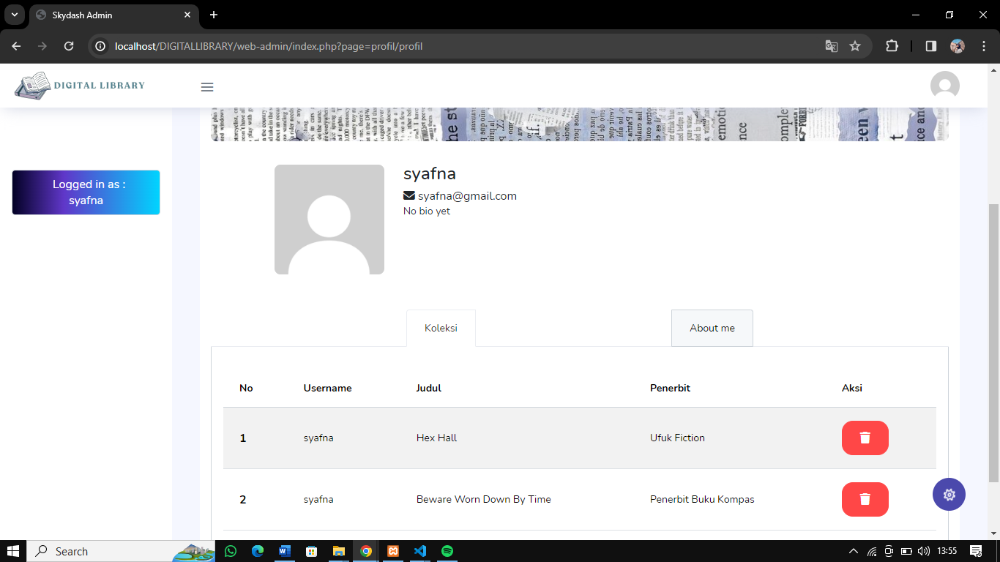 Skydash Admin
localhost/DIGITALLIBRARY/web-admin/index.php?page=profil/profil
DIGITAL LIBRARY
Logged in as :
syafna
syafna
syafna@gmail.com
No bio yet
Koleksi About me
No Username Judul Penerbit Aksi
1 syafna Hex Hall Ufuk Fiction
2 syafna Beware Worn Down By Time Penerbit Buku Kompas
Search 13:55